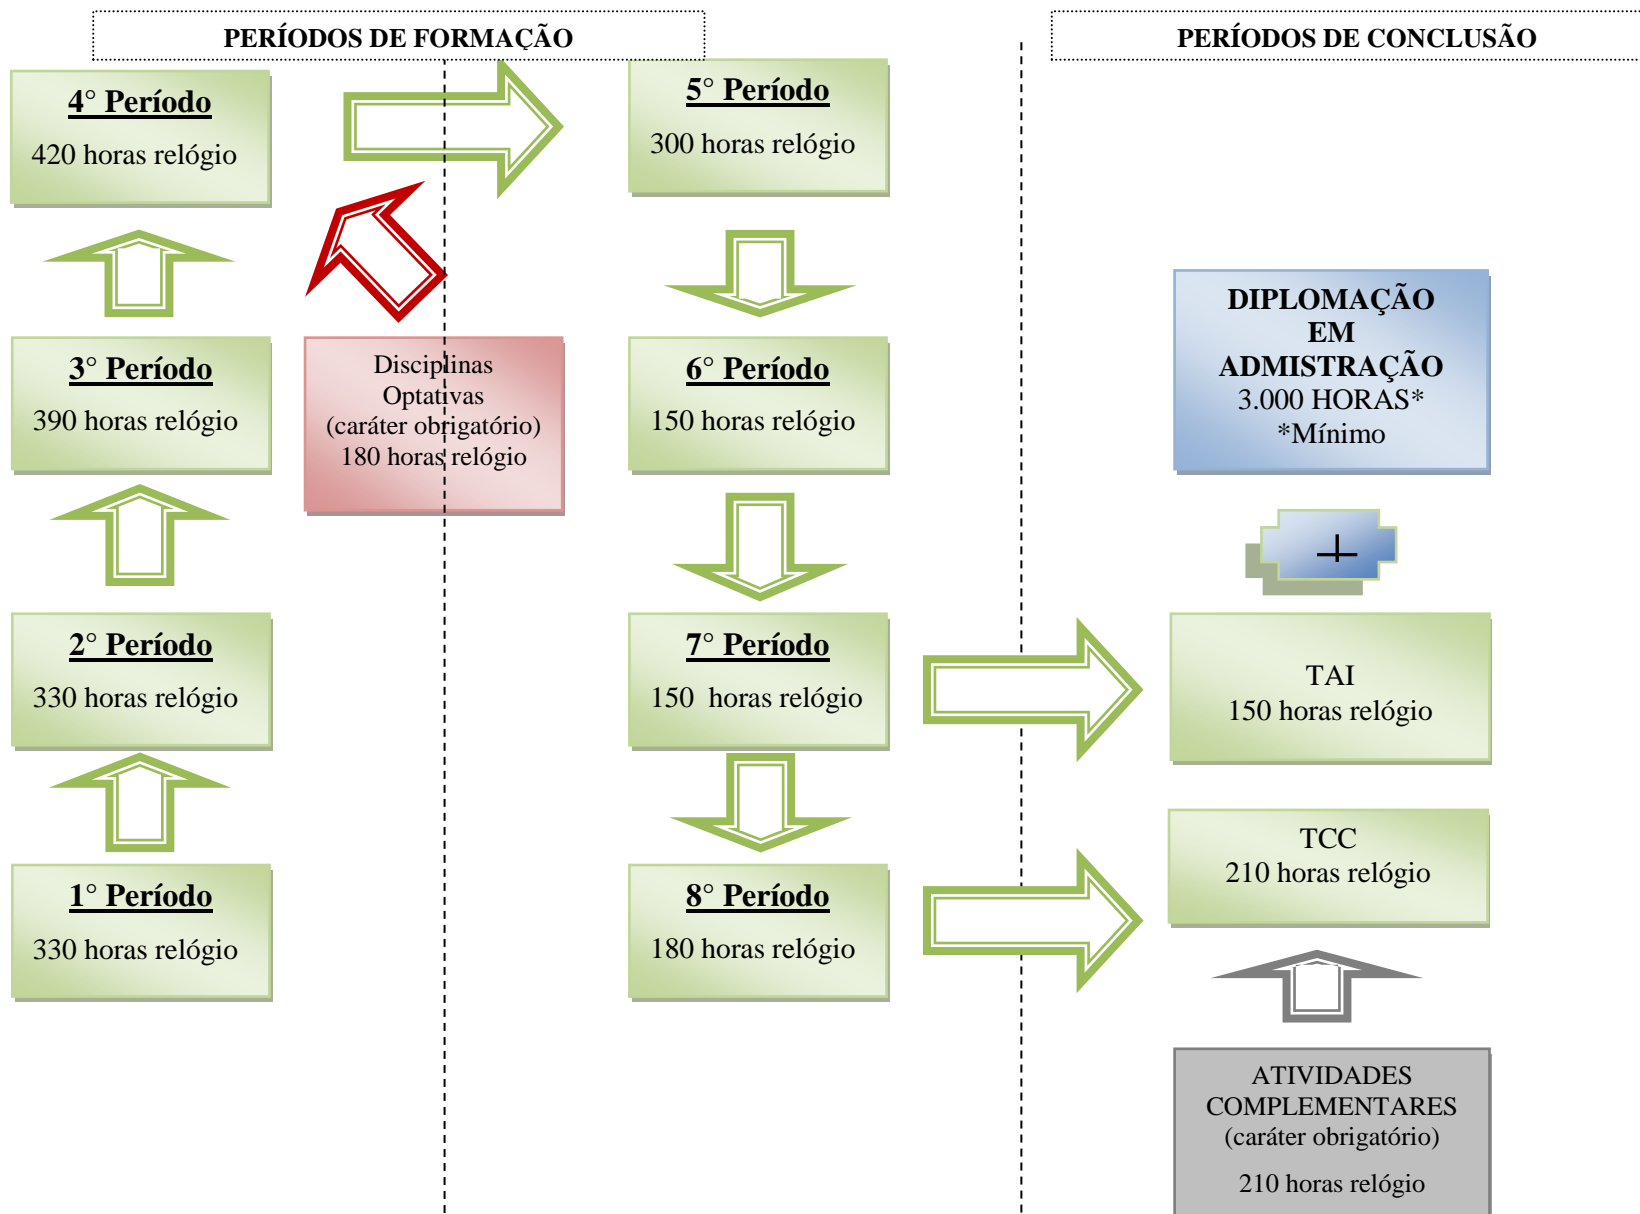 PERÍODOS DE FORMAÇÃO
PERÍODOS DE CONCLUSÃO
4° Período
420 horas relógio
5° Período
300 horas relógio
3° Período
390 horas relógio
Disciplinas
Optativas
(caráter obrigatório)
180 horas relógio
6° Período
150 horas relógio
DIPLOMAÇÃO
EM
ADMISTRAÇÃO
3.000 HORAS*
*Mínimo
2° Período
330 horas relógio
7° Período
150 horas relógio
TAI
150 horas relógio
1° Período
330 horas relógio
8° Período
180 horas relógio
TCC
210 horas relógio
ATIVIDADES
COMPLEMENTARES
(caráter obrigatório)
210 horas relógio